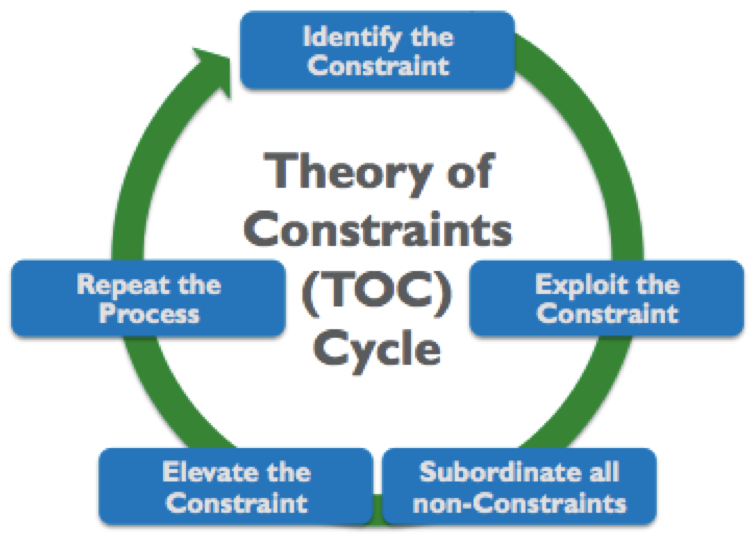 Identify the
Constraint
Theory of
Constraints
(TOC)
Cycle
Exploit the
Constraint
Subordinate all
non-Constraints
Elevate the
Constraint
Repeat the
Process